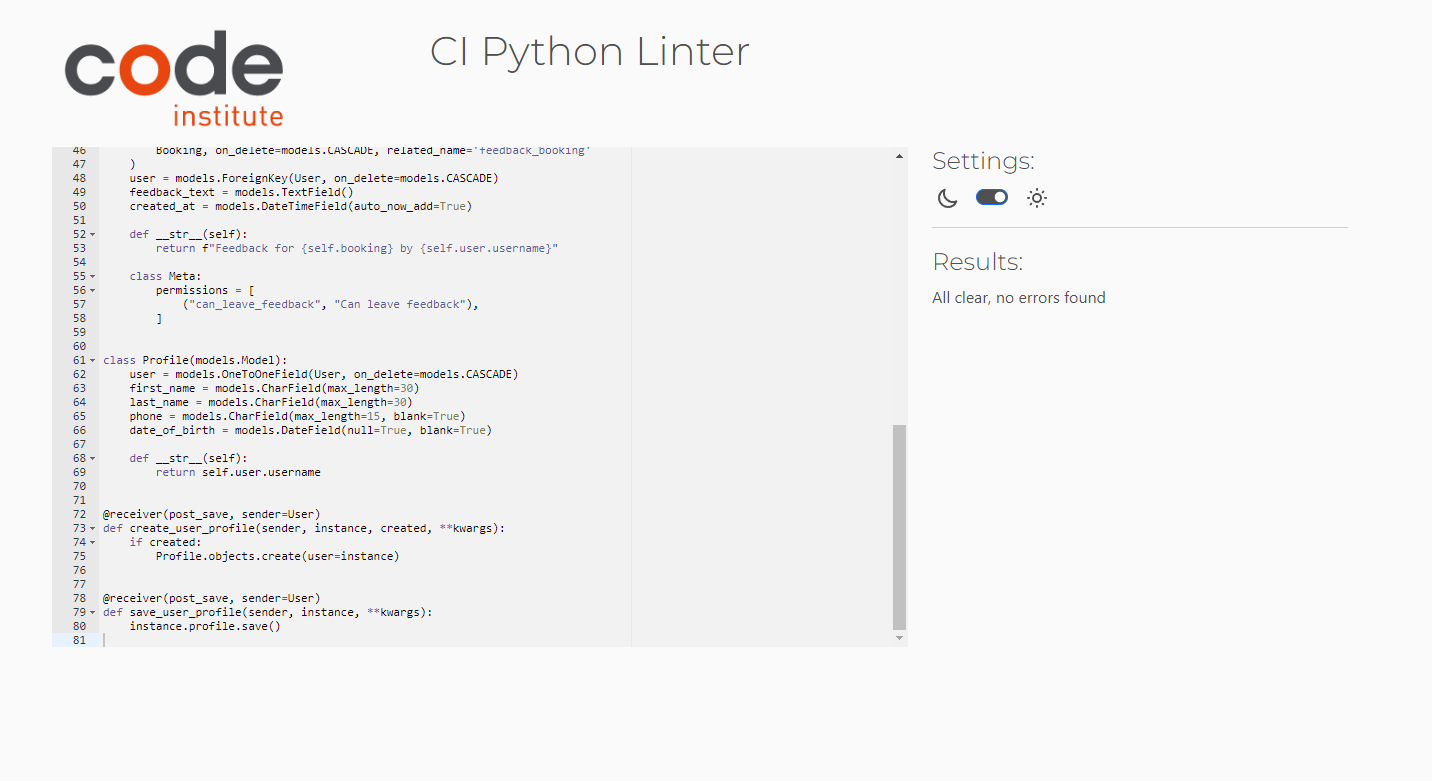 code
institute
CI Python Linter
46 Booking, on_delete=models.CASCADE, related_name='feedback_booking'
47 )
48 user = models.ForeignKey(User, on_delete=models.CASCADE)
49 feedback_text = models.TextField()
50 created_at = models.DateTimeField(auto_now_add=True)
51
52 def __str__(self):
53 return f"Feedback for {self.booking} by {self.user.username}"
54
55 class Meta:
56 permissions = [
57 ("can_leave_feedback", "Can leave feedback"),
58 ]
59
60
61 class Profile(models.Model):
62 user = models.OneToOneField(User, on_delete=models.CASCADE)
63 first_name = models.CharField(max_length=30)
64 last_name = models.CharField(max_length=30)
65 phone = models.CharField(max_length=15, blank=True)
66 date_of_birth = models.DateField(null=True, blank=True)
67
68 def __str__(self):
69 return self.user.username
70
71
72 @receiver(post_save, sender=User)
73 def create_user_profile(sender, instance, created, **kwargs):
74 if created:
75 Profile.objects.create(user=instance)
76
77
78 @receiver(post_save, sender=User)
79 def save_user_profile(sender, instance, **kwargs):
80 instance.profile.save()
81
Settings:
Results:
All clear, no errors found